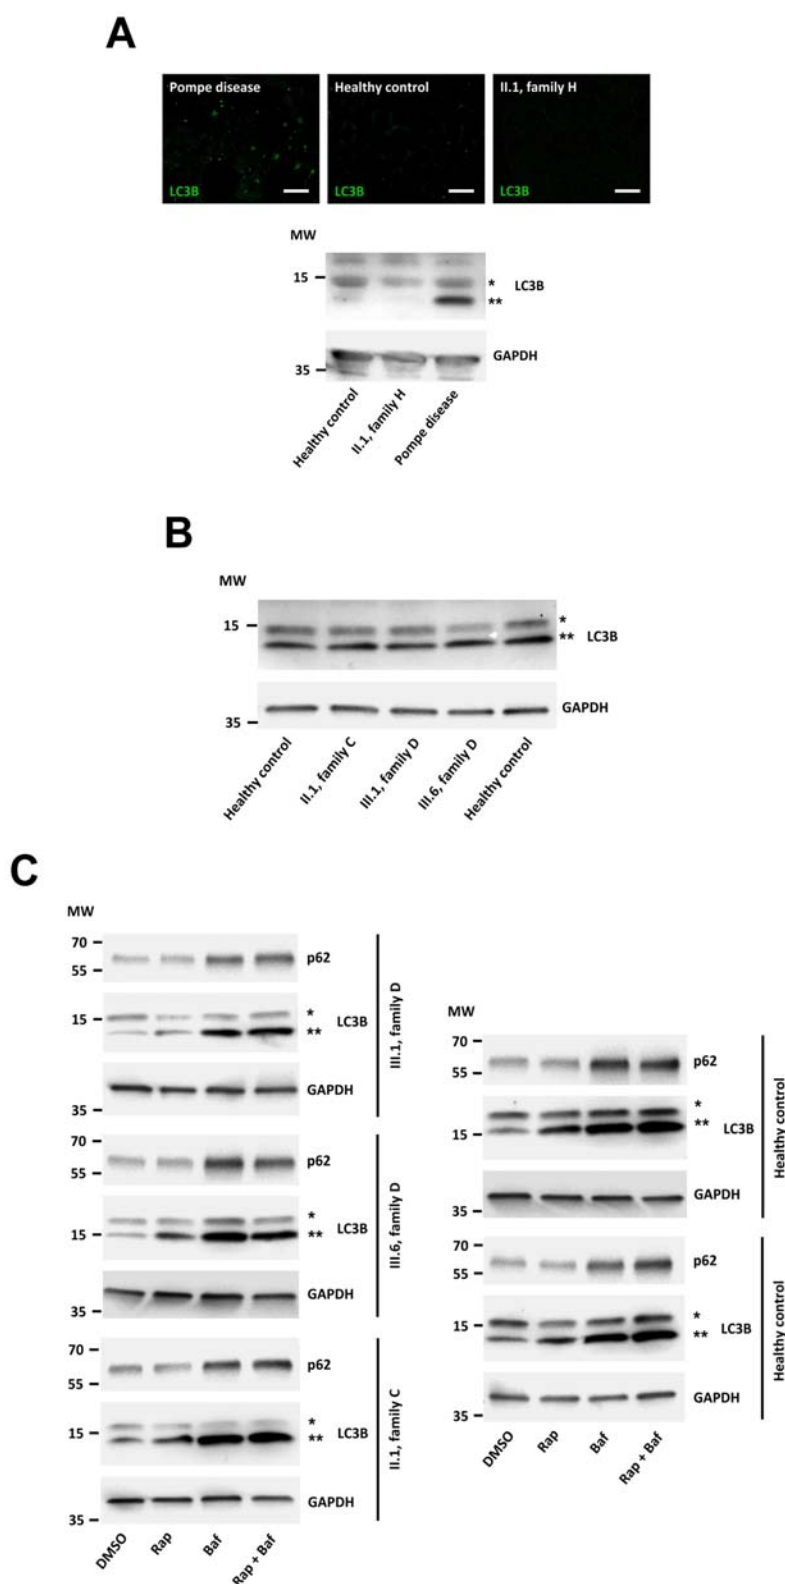 A
Pompe disease
Healthy control
II.1, family H
LC3B
LC3B
LC3B
MW
15
*
LC3B
**
GAPDH
35
Healthy control
II.1, family H
Pompe disease
B
MW
15
*
** LC3B
GAPDH
35
Healthy control
II.1, family C
III.1, family D
III.6, family D
Healthy control
C
MW
70
p62
55
15
*
LC3B
**
GAPDH
35
III.1, family D
70
p62
55
*
LC3B
15
**
GAPDH
35
III.6, family D
70
p62
55
*
15
LC3B
**
GAPDH
35
II.1, family C
DMSO
Rap
Baf
Rap + Baf
MW
70
p62
55
*
** LC3B
15
GAPDH
35
Healthy control
70
p62
55
*
15
LC3B
**
GAPDH
35
Healthy control
DMSO
Rap
Baf
Rap + Baf